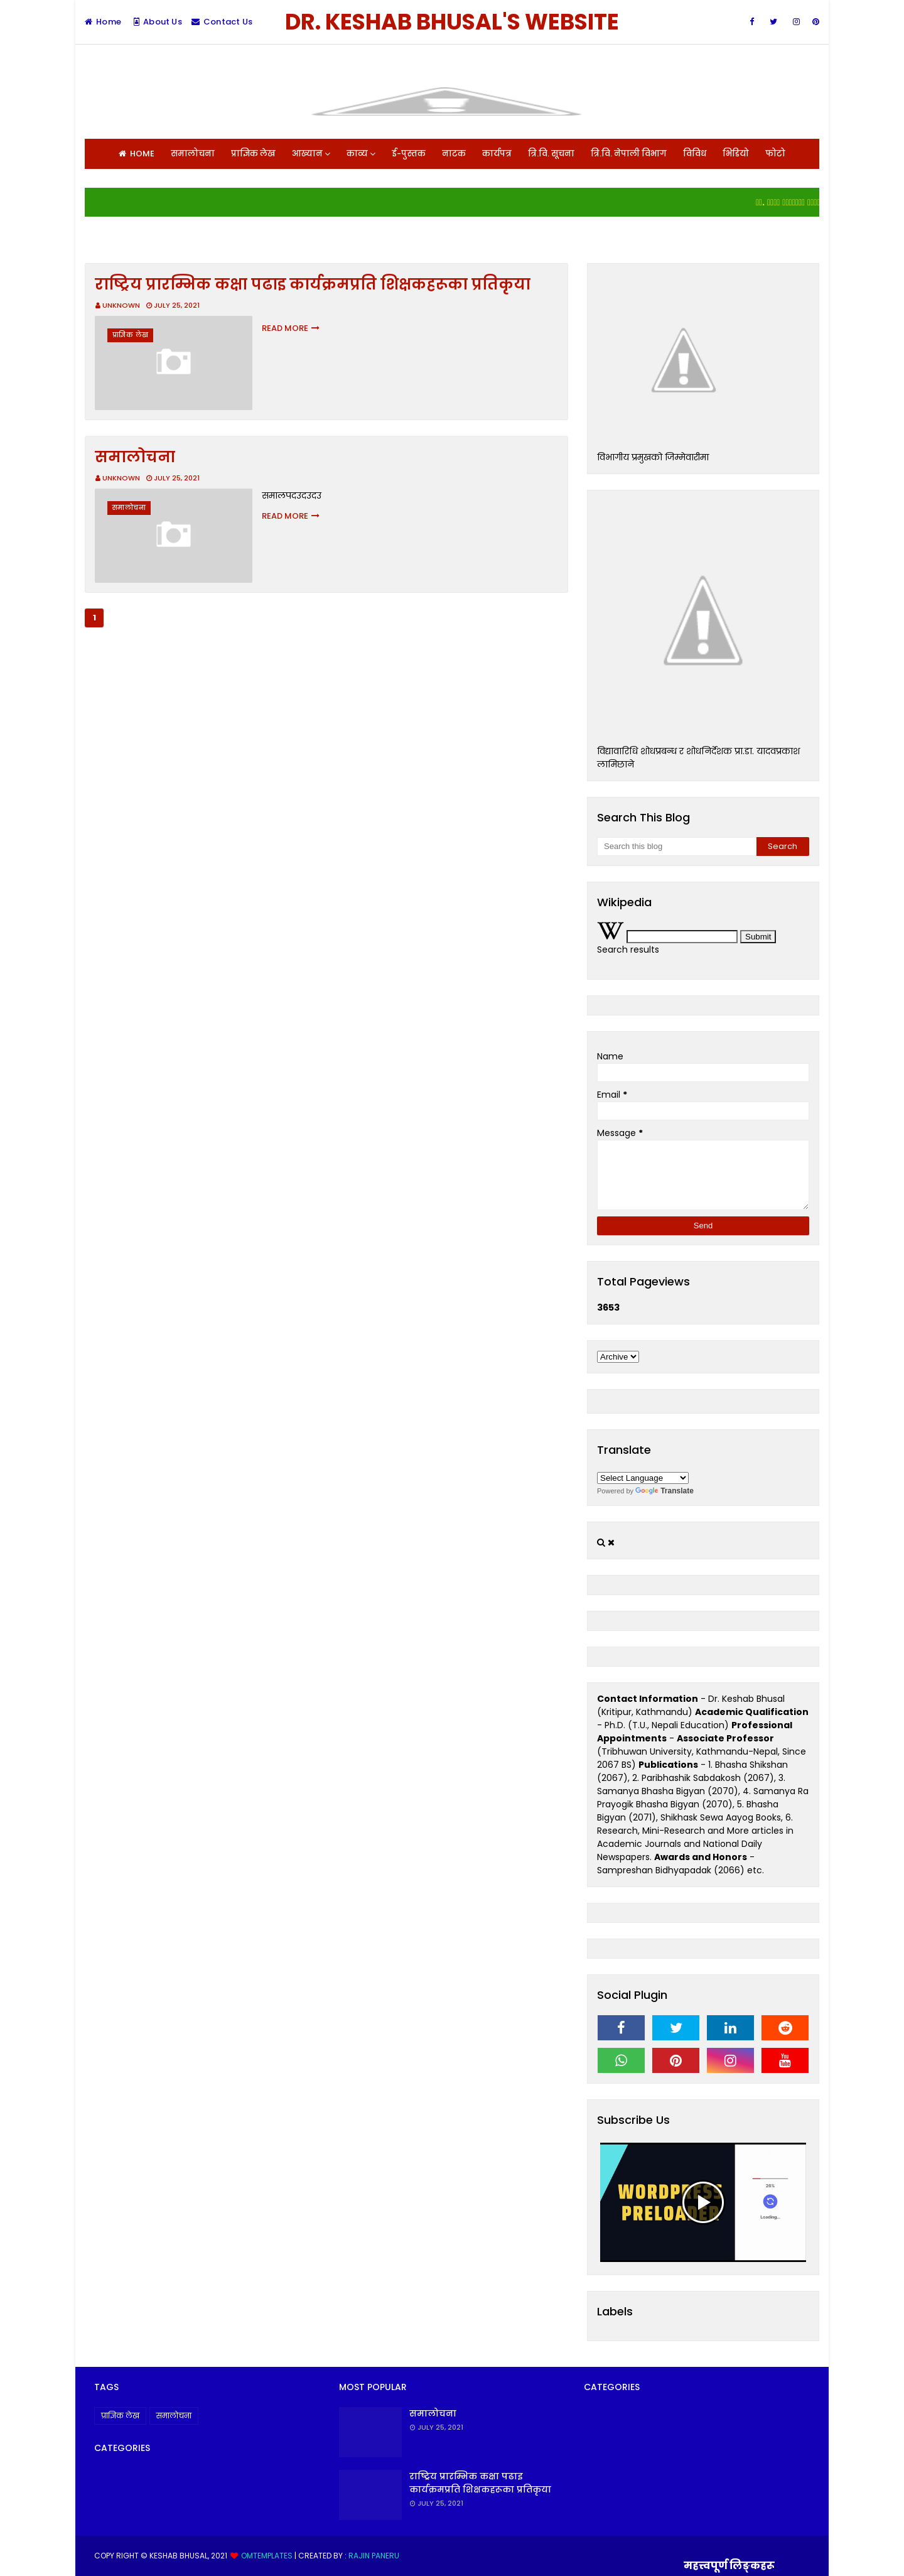 Home About Us Contact Us DR. KESHAB BHUSAL'S WEBSITE
HOME समालोचना प्राज्ञिक लेख आख्यान काव्य ई-पुस्तक नाटक कार्यपत्र त्रि.वि. सूचना त्रि.वि. नेपाली विभाग विविध भिडियो फोटो
राष्ट्रिय प्रारम्भिक कक्षा पढाइ कार्यक्रमप्रति शिक्षकहरूका प्रतिकृया
UNKNOWN JULY 25, 2021
प्राज्ञिक लेख
READ MORE
समालोचना
UNKNOWN JULY 25, 2021
समालोचना
समालपदउदउदउ
READ MORE
1
विभागीय प्रमुखको जिम्मेवारीमा
विद्यावारिधि शोधप्रबन्ध र शोधनिर्देशक प्रा.डा. यादवप्रकाश
लामिछाने
Search This Blog
Search this blog Search
Wikipedia
W Submit
Search results
Name
Email *
Message *
Send
Total Pageviews
3653
Archive
Translate
Select Language
Powered by Google Translate
Contact Information - Dr. Keshab Bhusal
(Kritipur, Kathmandu) Academic Qualification
- Ph.D. (T.U., Nepali Education) Professional
Appointments - Associate Professor
(Tribhuwan University, Kathmandu-Nepal, Since
2067 BS) Publications - 1. Bhasha Shikshan
(2067), 2. Paribhashik Sabdakosh (2067), 3.
Samanya Bhasha Bigyan (2070), 4. Samanya Ra
Prayogik Bhasha Bigyan (2070), 5. Bhasha
Bigyan (2071), Shikhask Sewa Aayog Books, 6.
Research, Mini-Research and More articles in
Academic Journals and National Daily
Newspapers. Awards and Honors -
Sampreshan Bidhyapadak (2066) etc.
Social Plugin
Subscribe Us
WORDPRESS
PRELOADER
Loading...
Labels
TAGS
प्राज्ञिक लेख समालोचना
CATEGORIES
MOST POPULAR
समालोचना
JULY 25, 2021
राष्ट्रिय प्रारम्भिक कक्षा पढाइ
कार्यक्रमप्रति शिक्षकहरूका प्रतिकृया
JULY 25, 2021
CATEGORIES
COPY RIGHT © KESHAB BHUSAL, 2021 OMTEMPLATES | CREATED BY : RAJIN PANERU
महत्त्वपूर्ण लिङ्कहरू